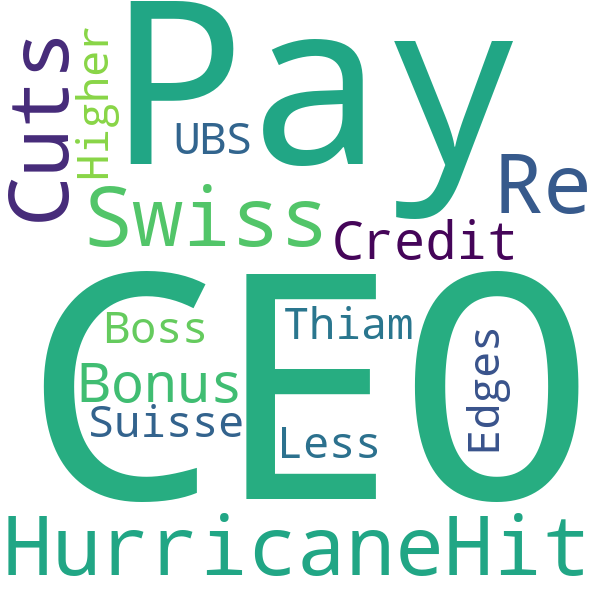 Pay
Cuts
Higher
UBS
Re
Swiss
Credit
CEO
Boss
Thiam
Edges
Bonus
Suisse
Less
HurricaneHit